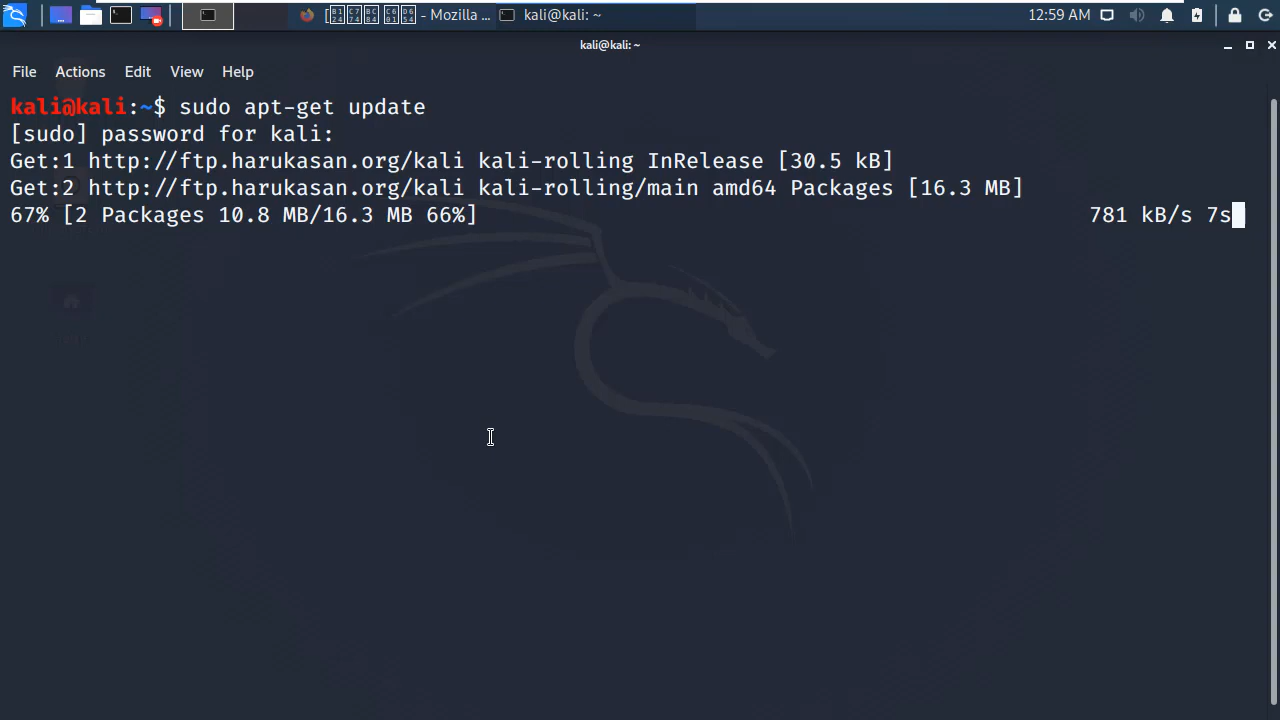 - Mozilla ...
kali@kali: ~
12:59 AM
kali@kali: ~
File Actions Edit View Help
kali@kali:~$ sudo apt-get update
[sudo] password for kali:
Get:1 http://ftp.harukasan.org/kali kali-rolling InRelease [30.5 kB]
Get:2 http://ftp.harukasan.org/kali kali-rolling/main amd64 Packages [16.3 MB]
67% [2 Packages 10.8 MB/16.3 MB 66%] 781 kB/s 7s